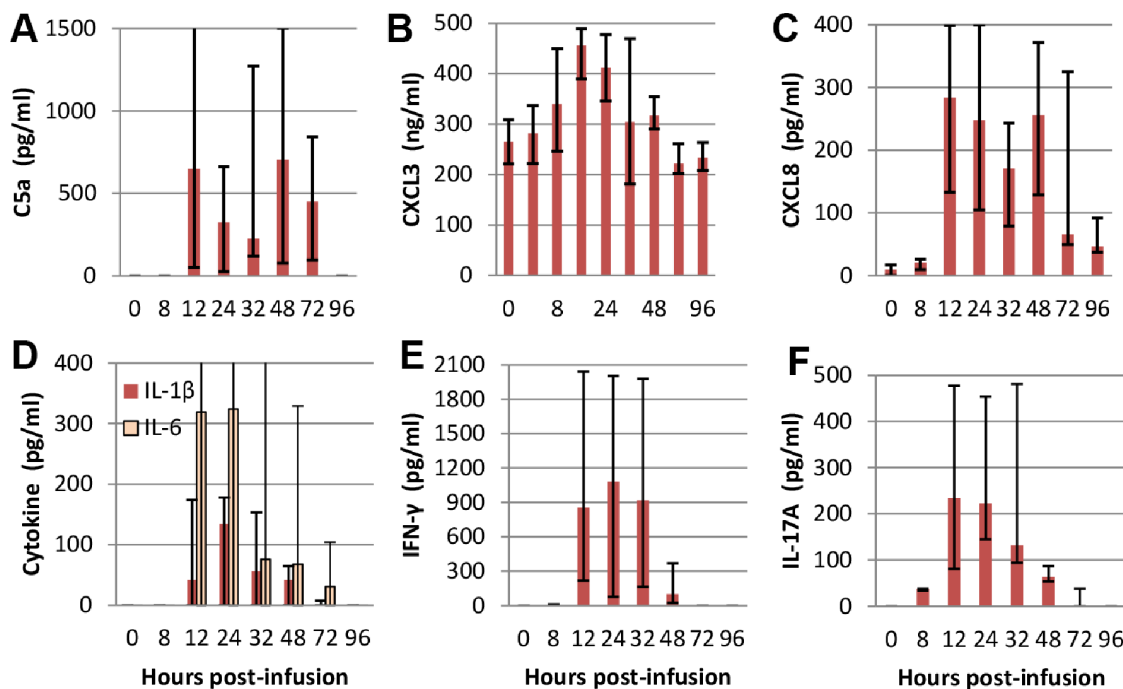 A
C5a (pg/ml)
1500
1000
500
0
0 8 12 24 32 48 72 96
B
CXCL3 (ng/ml)
500
400
300
200
100
0
0 8 24 48 96
C
CXCL8 (pg/ml)
400
300
200
100
0
0 8 12 24 32 48 72 96
D
Cytokine (pg/ml)
400
300
200
100
0
IL-1β
IL-6
0 8 12 24 32 48 72 96
Hours post-infusion
E
IFN-γ (pg/ml)
2100
1800
1500
1200
900
600
300
0
0 8 12 24 32 48 72 96
Hours post-infusion
F
IL-17A (pg/ml)
500
400
300
200
100
0
0 8 12 24 32 48 72 96
Hours post-infusion